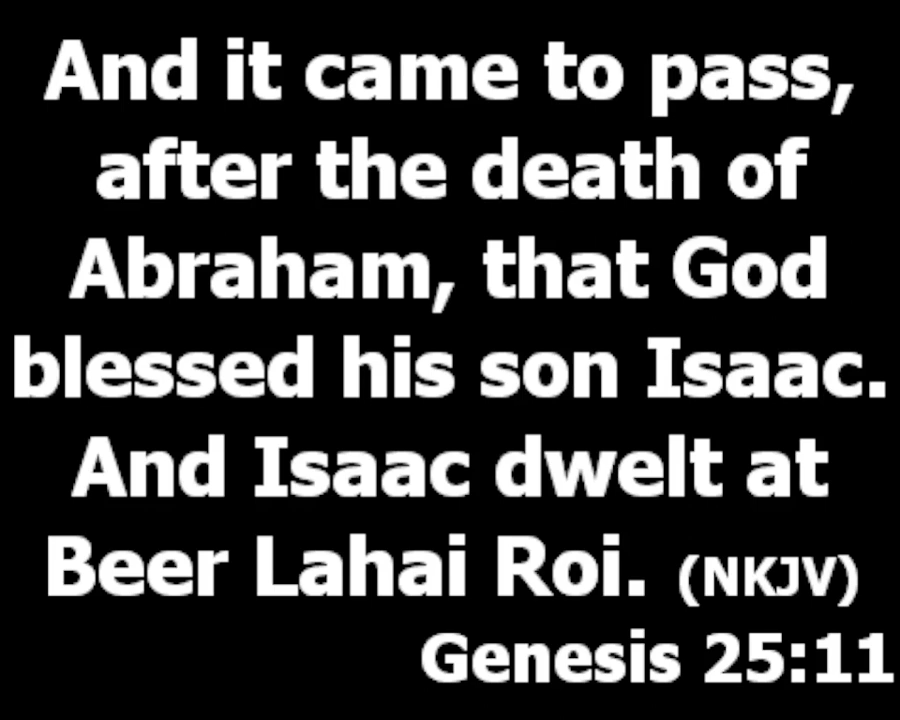 And it came to pass,
after the death of
Abraham, that God
blessed his son Isaac.
And Isaac dwelt at
Beer Lahai Roi. (NKJV)
Genesis 25:11